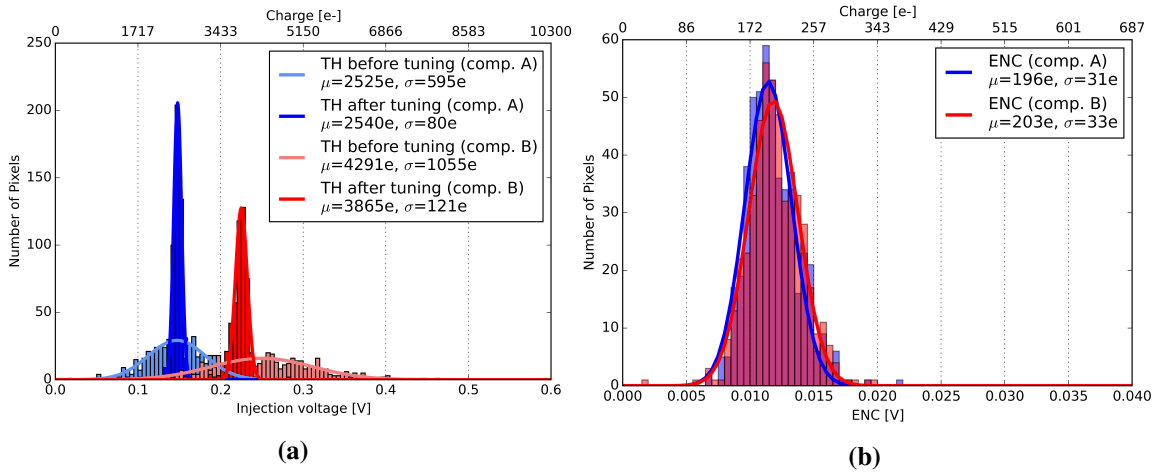 Charge [e-]
0 1717 3433 5150 6866 8583 10300
250
200
150
100
50
0
Number of Pixels
TH before tuning (comp. A)
μ=2525e, σ=595e
TH after tuning (comp. A)
μ=2540e, σ=80e
TH before tuning (comp. B)
μ=4291e, σ=1055e
TH after tuning (comp. B)
μ=3865e, σ=121e
0.0 0.1 0.2 0.3 0.4 0.5 0.6
Injection voltage [V]
(a)
Charge [e-]
0 86 172 257 343 429 515 601 687
60
50
40
30
20
10
0
Number of Pixels
ENC (comp. A)
μ=196e, σ=31e
ENC (comp. B)
μ=203e, σ=33e
0.000 0.005 0.010 0.015 0.020 0.025 0.030 0.035 0.040
ENC [V]
(b)